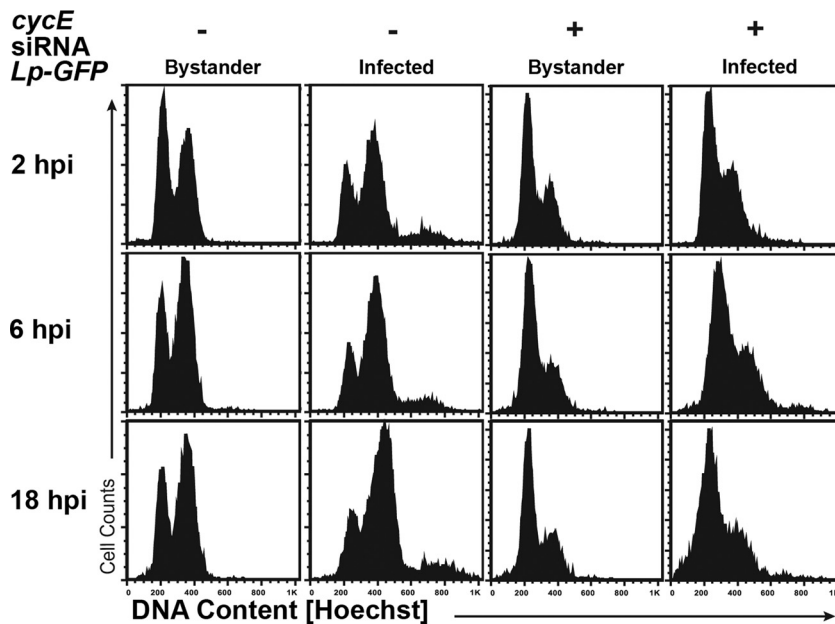 cycE
siRNA
Lp-GFP
- - + +
Bystander Infected Bystander Infected
2 hpi
6 hpi
18 hpi
Cell Counts
0 200 400 600 800 1K 0 200 400 600 800 1K 0 200 400 600 800 1K 0 200 400 600 800 1K
DNA Content [Hoechst]